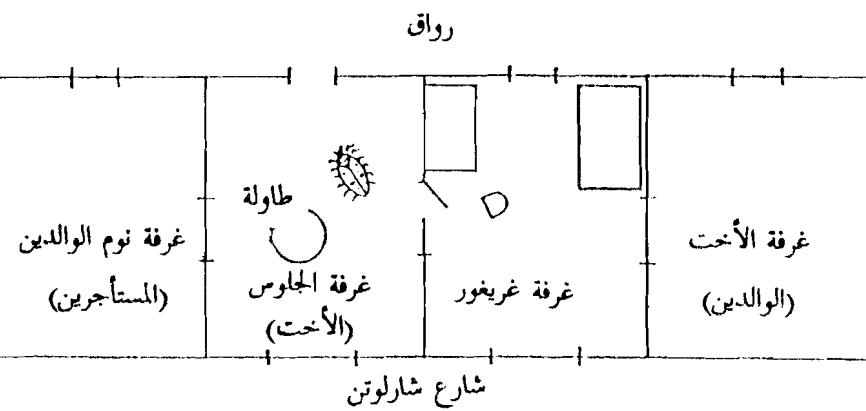 رواق
طاولة
غرفة الأخت
(الوالدين)
غرفة غريغور
غرفة الجلوس
(الأخت)
غرفة نوم الوالدين
(المستأجرين)
شارع شارلوتن